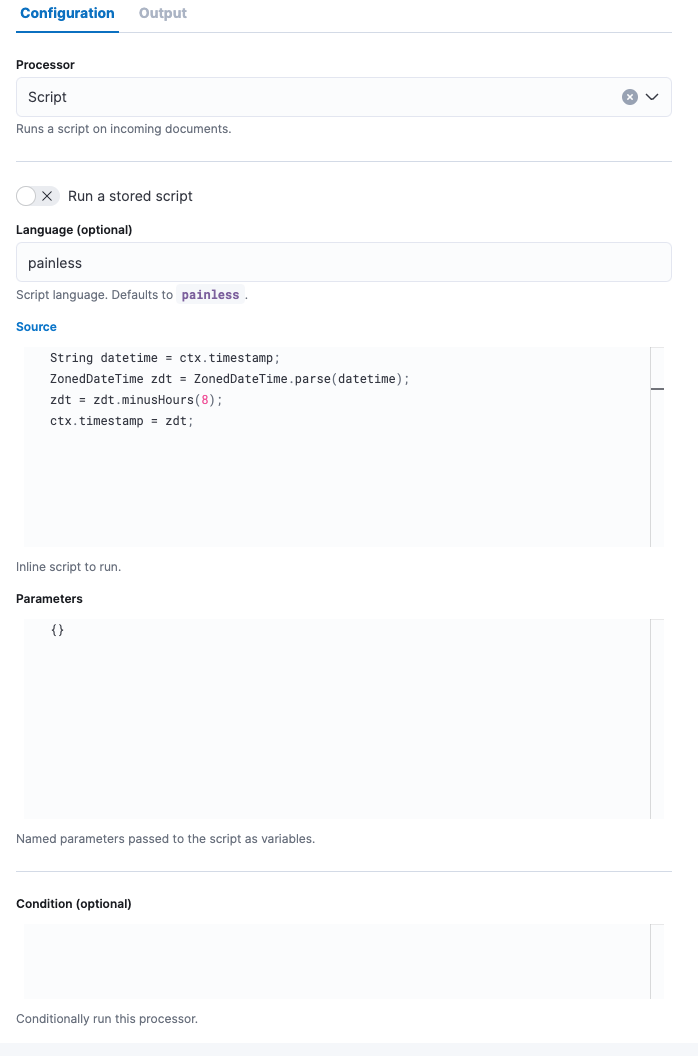 Configuration Output
Processor
Script
Runs a script on incoming documents.
Run a stored script
Language (optional)
painless
Script language. Defaults to painless .
Source
String datetime = ctx.timestamp;
ZonedDateTime zdt = ZonedDateTime.parse(datetime);
zdt = zdt.minusHours(8);
ctx.timestamp = zdt;
Inline script to run.
Parameters
{}
Named parameters passed to the script as variables.
Condition (optional)
Conditionally run this processor.